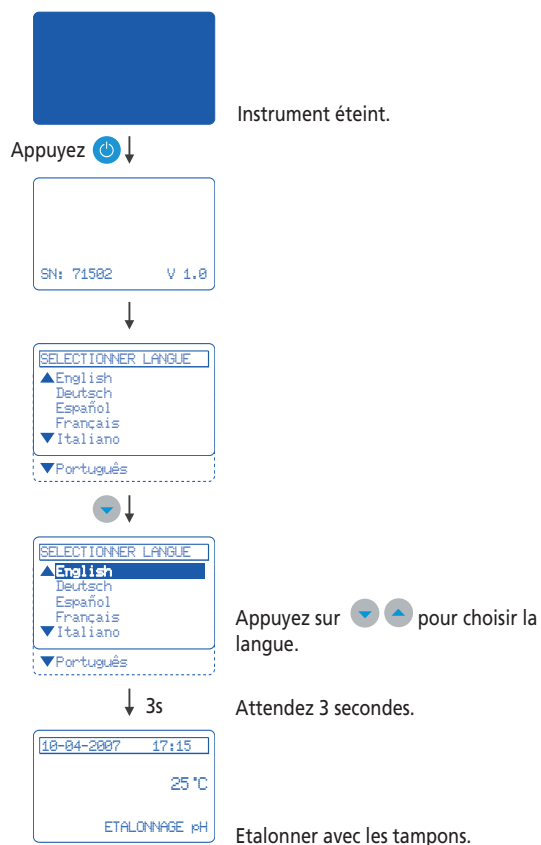 Instrument éteint.
Appuyez
SN: 71502 V 1.0
SELECTIONNER LANGUE
English
Deutsch
Español
Français
Italiano
Português
SELECTIONNER LANGUE
English
Deutsch
Español
Français
Italiano
Português
Appuyez sur pour choisir la
langue.
3s Attendez 3 secondes.
10-04-2007 17:15
25°C
ETALONNAGE pH
Etalonner avec les tampons.